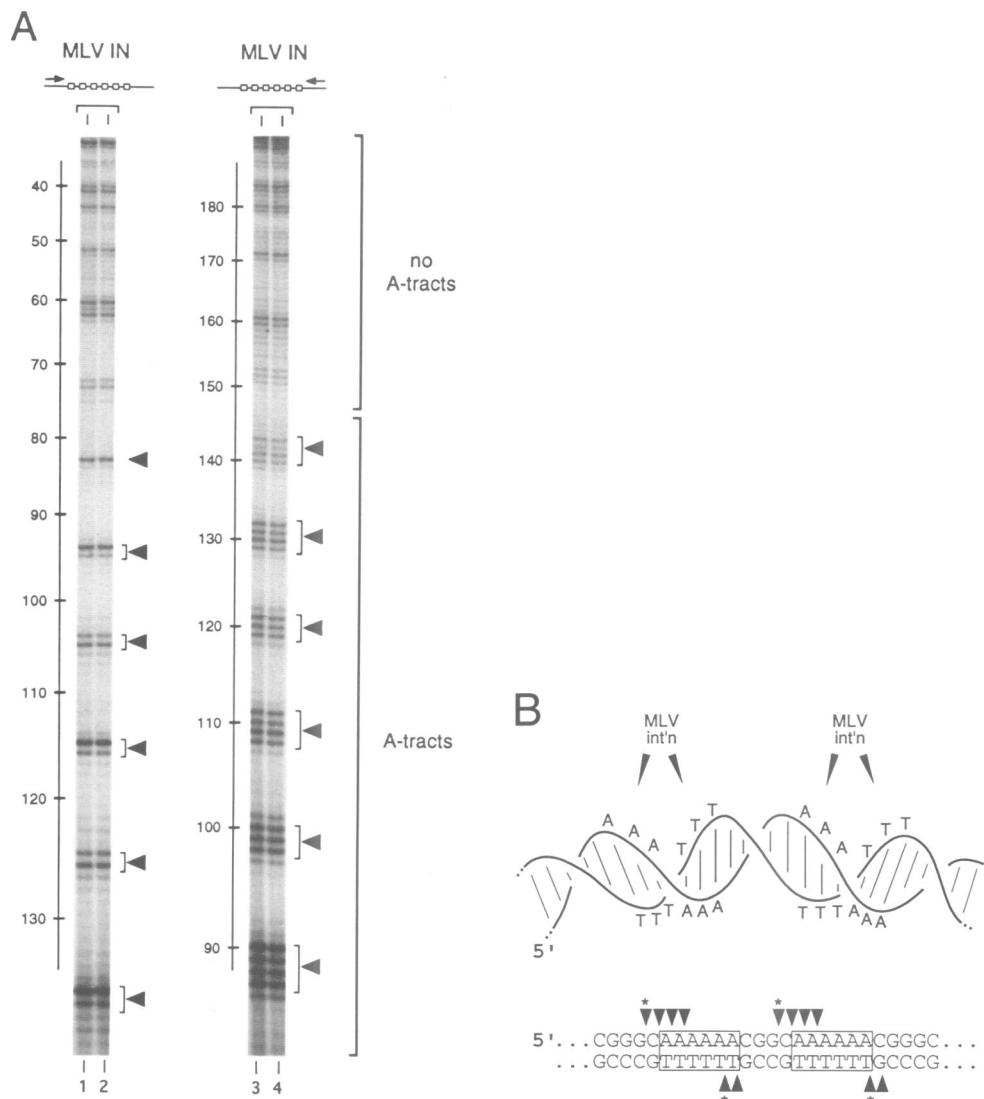 A
MLV IN
MLV IN
40
50
60
70
80
90
100
110
120
130
1 2
180
170
160
150
140
130
120
110
100
90
3 4
no
A-tracts
A-tracts
B
MLV
int'n
MLV
int'n
A A A T T T A A A T T T
T T T A A A T T T A A A
5'
* *
5'...CGGGCAAAAAACGGCAAAAAACGGGC...
...GCCCGTTTTTTGCCGTTTTTTGCCCG...
* *